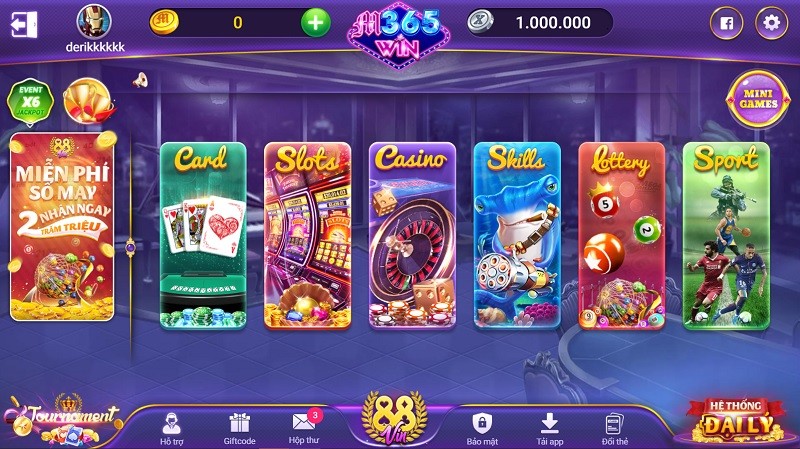 M
0
M365
WIN
X
1.000.000
derikkkkkk
EVENT
X6
JACKPOT
MINI
GAMES
88
Vin
MIỄN PHÍ
SỐ MAY
2 NHẬN NGAY
TRĂM TRIỆU
Card
Slots
Casino
Skills
Lottery
Sport
5
2
Tournament
Hỗ trợ
Giftcode
3
Hộp thư
88
Vin
Bảo mật
Tải app
Đổi thẻ
HỆ THỐNG
ĐẠI LÝ